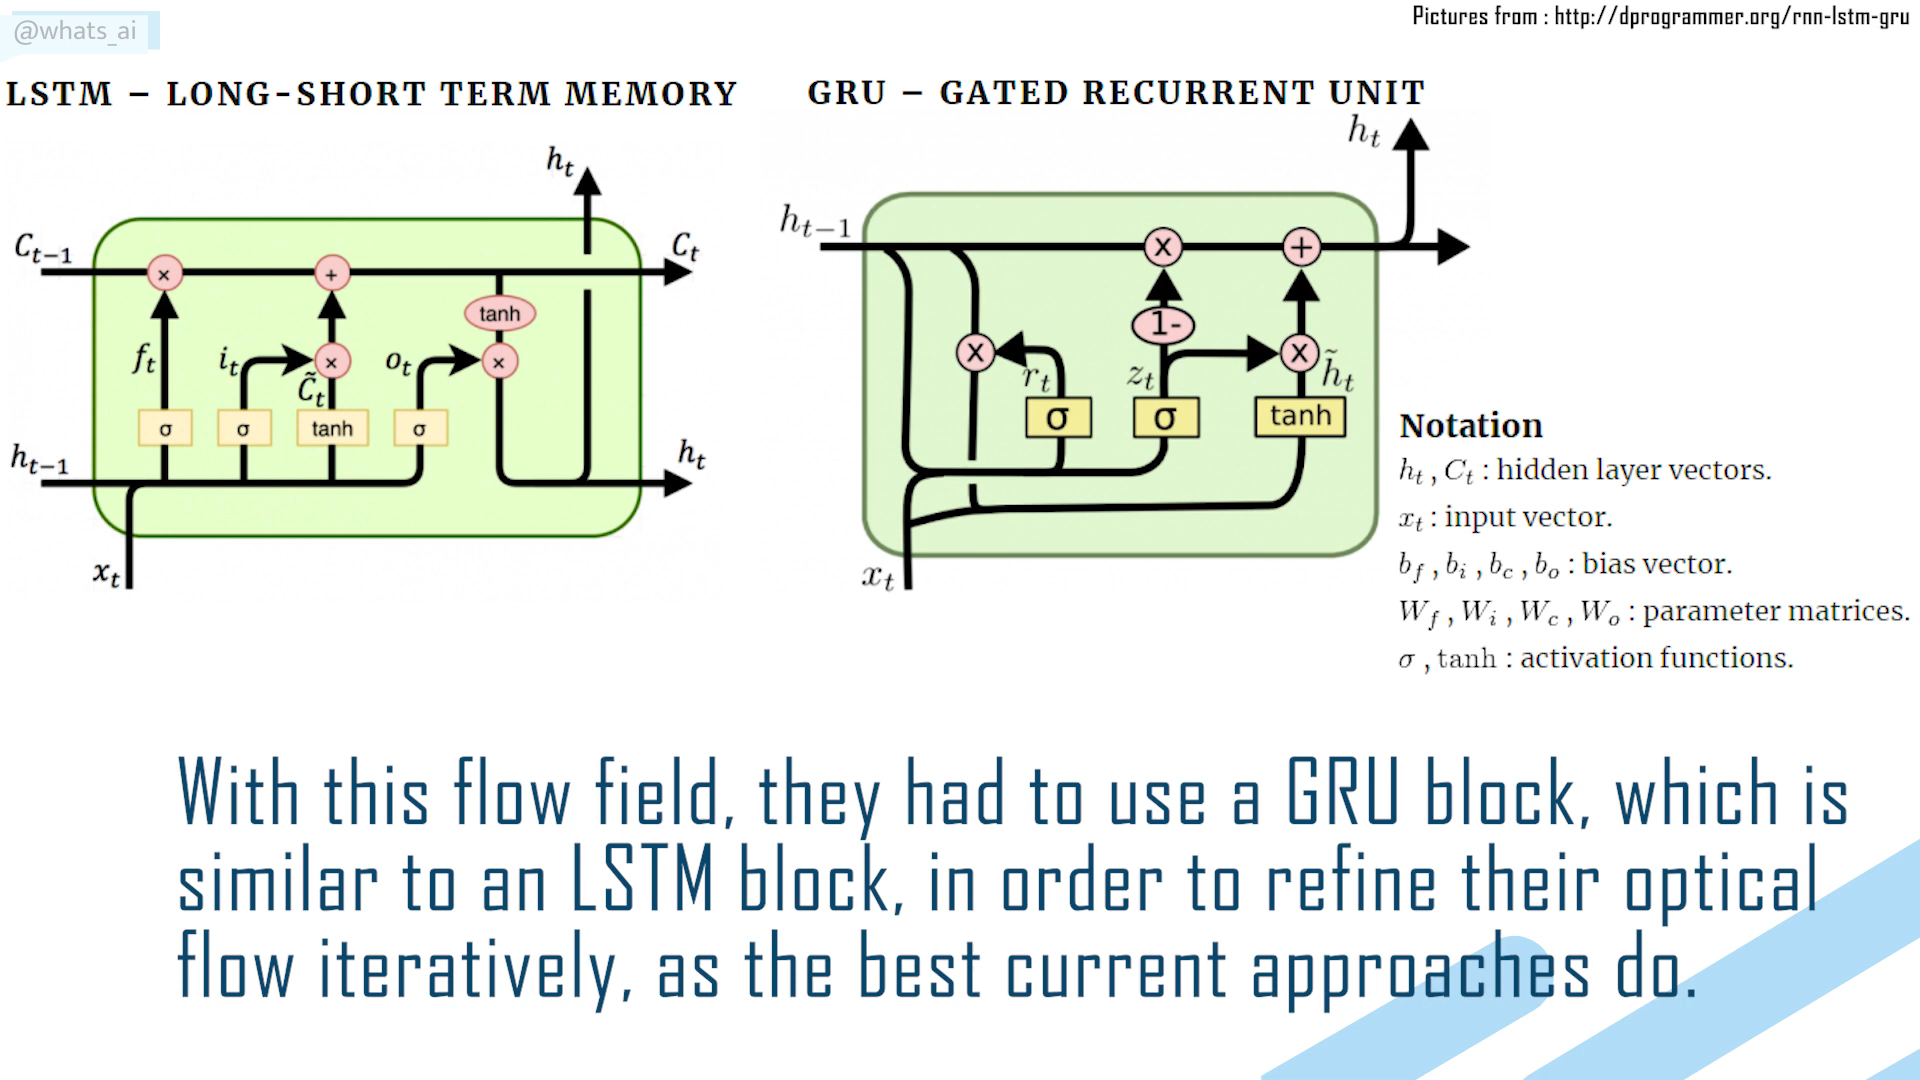 @whats_ai
Pictures from : http://dprogrammer.org/rnn-lstm-gru
LSTM – LONG-SHORT TERM MEMORY
h_t
C_{t-1}
C_t
×
+
tanh
f_t
i_t
×
o_t
×
C̃_t
σ
σ
tanh
σ
h_{t-1}
h_t
x_t
GRU – GATED RECURRENT UNIT
h_t
h_{t-1}
x
+
1-
x
r_t
z_t
x
h̃_t
σ
σ
tanh
x_t
Notation
h_t , C_t : hidden layer vectors.
x_t : input vector.
b_f , b_i , b_c , b_o : bias vector.
W_f , W_i , W_c , W_o : parameter matrices.
σ , tanh : activation functions.
With this flow field, they had to use a GRU block, which is
similar to an LSTM block, in order to refine their optical
flow iteratively, as the best current approaches do.